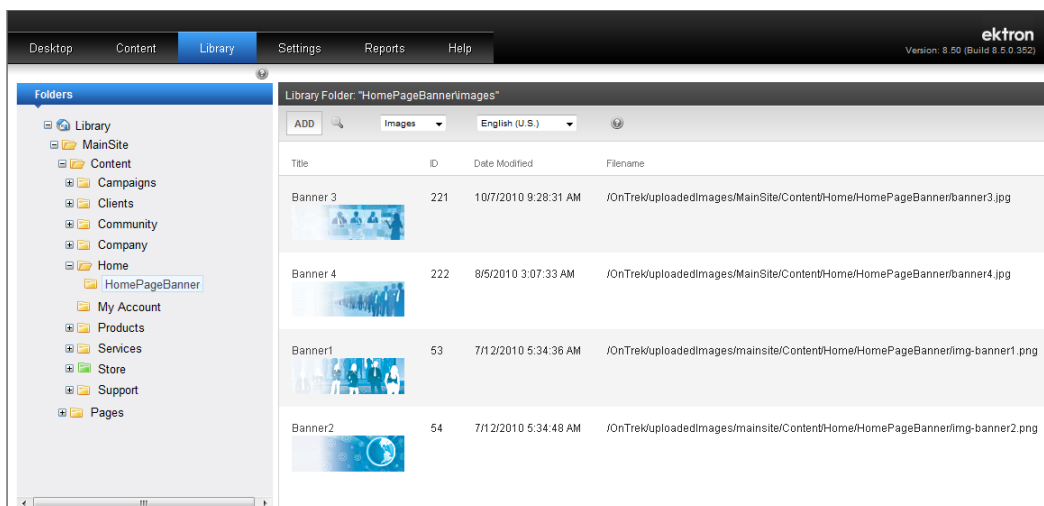 ektron
Desktop Content Library Settings Reports Help
Version: 8.50 (Build 8.5.0.352)
Folders
Library
MainSite
Content
Campaigns
Clients
Community
Company
Home
HomePageBanner
My Account
Products
Services
Store
Support
Pages
Library Folder: "HomePageBanner\images"
ADD Images English (U.S.)
Title ID Date Modified Filename
Banner 3 221 10/7/2010 9:28:31 AM /OnTrek/uploadedImages/MainSite/Content/Home/HomePageBanner/banner3.jpg
Banner 4 222 8/5/2010 3:07:33 AM /OnTrek/uploadedImages/MainSite/Content/Home/HomePageBanner/banner4.jpg
Banner1 53 7/12/2010 5:34:36 AM /OnTrek/uploadedImages/mainsite/Content/Home/HomePageBanner/img-banner1.png
Banner2 54 7/12/2010 5:34:48 AM /OnTrek/uploadedImages/mainsite/Content/Home/HomePageBanner/img-banner2.png